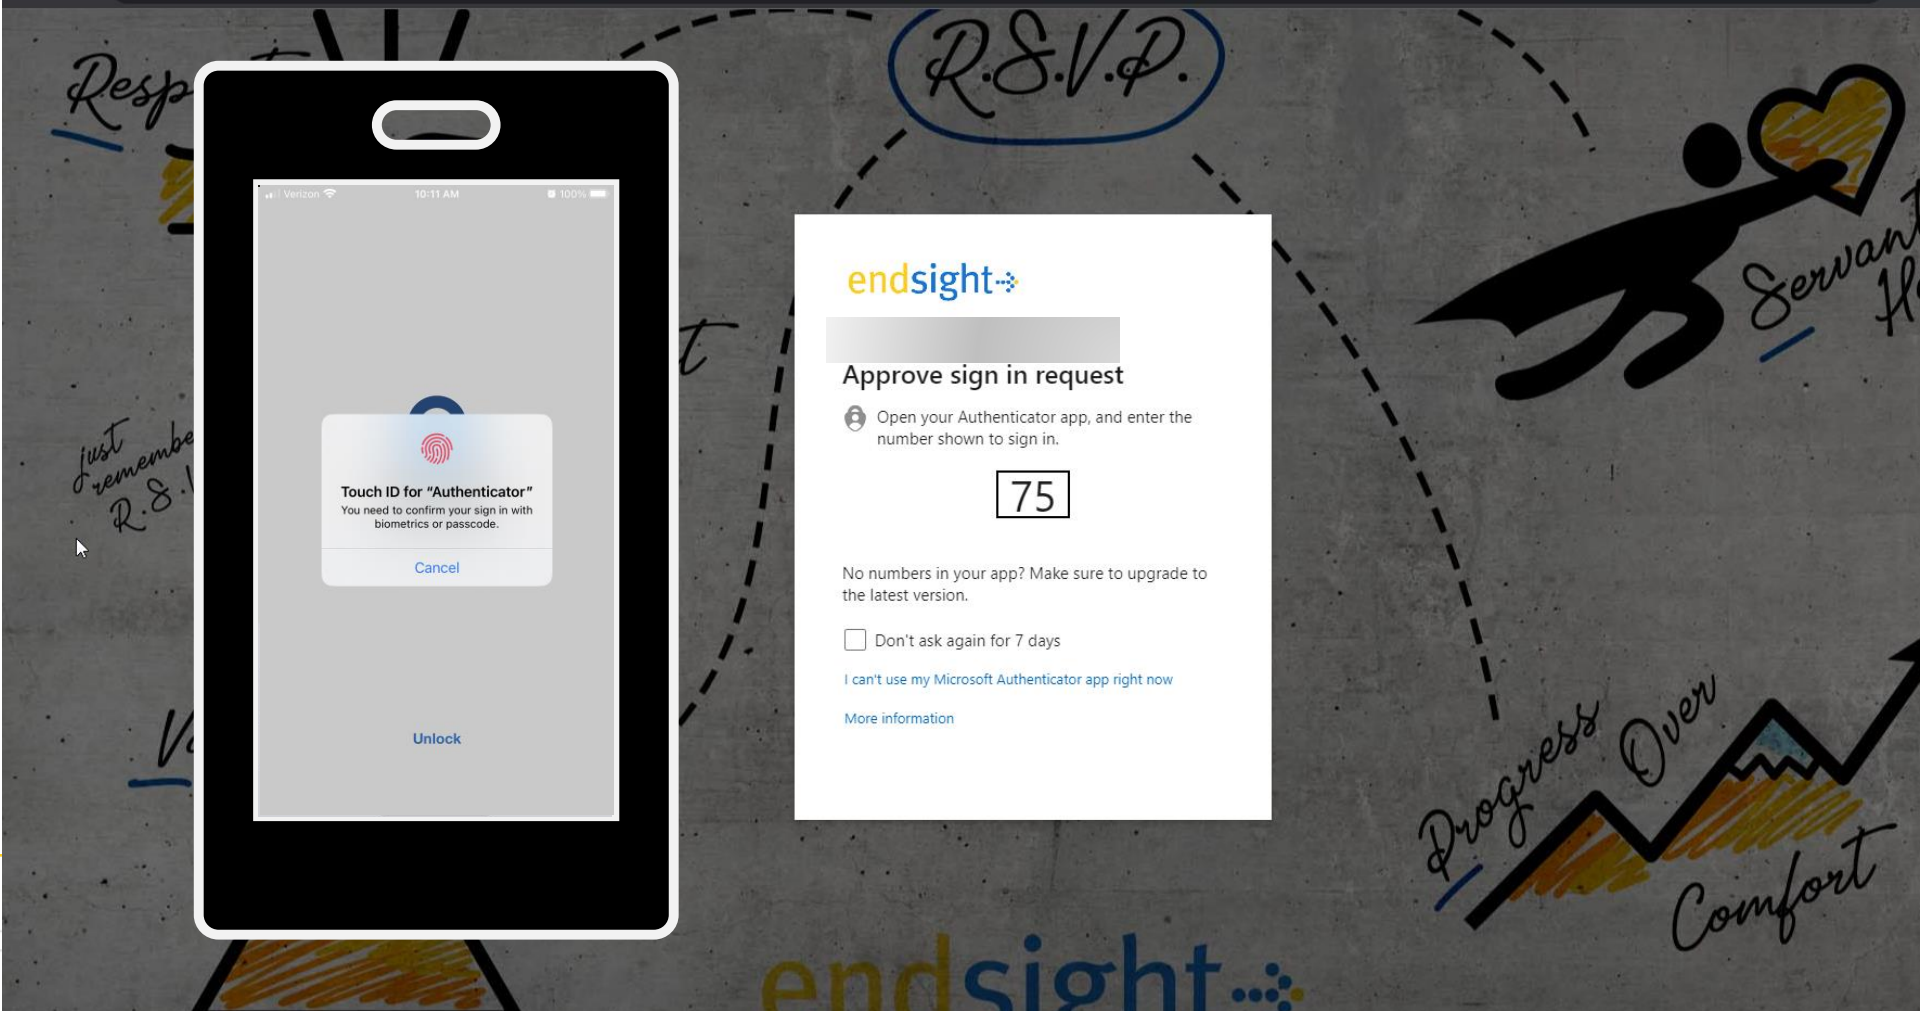 Resp
R.S.V.P.
Verizon
10:11 AM
100%
Servant
just
remembe
R.S.
Touch ID for "Authenticator"
You need to confirm your sign in with
biometrics or passcode.
Cancel
Unlock
endsight
Approve sign in request
Open your Authenticator app, and enter the
number shown to sign in.
75
No numbers in your app? Make sure to upgrade to
the latest version.
Don't ask again for 7 days
I can't use my Microsoft Authenticator app right now
More information
Progress
Over
Comfort
endsight